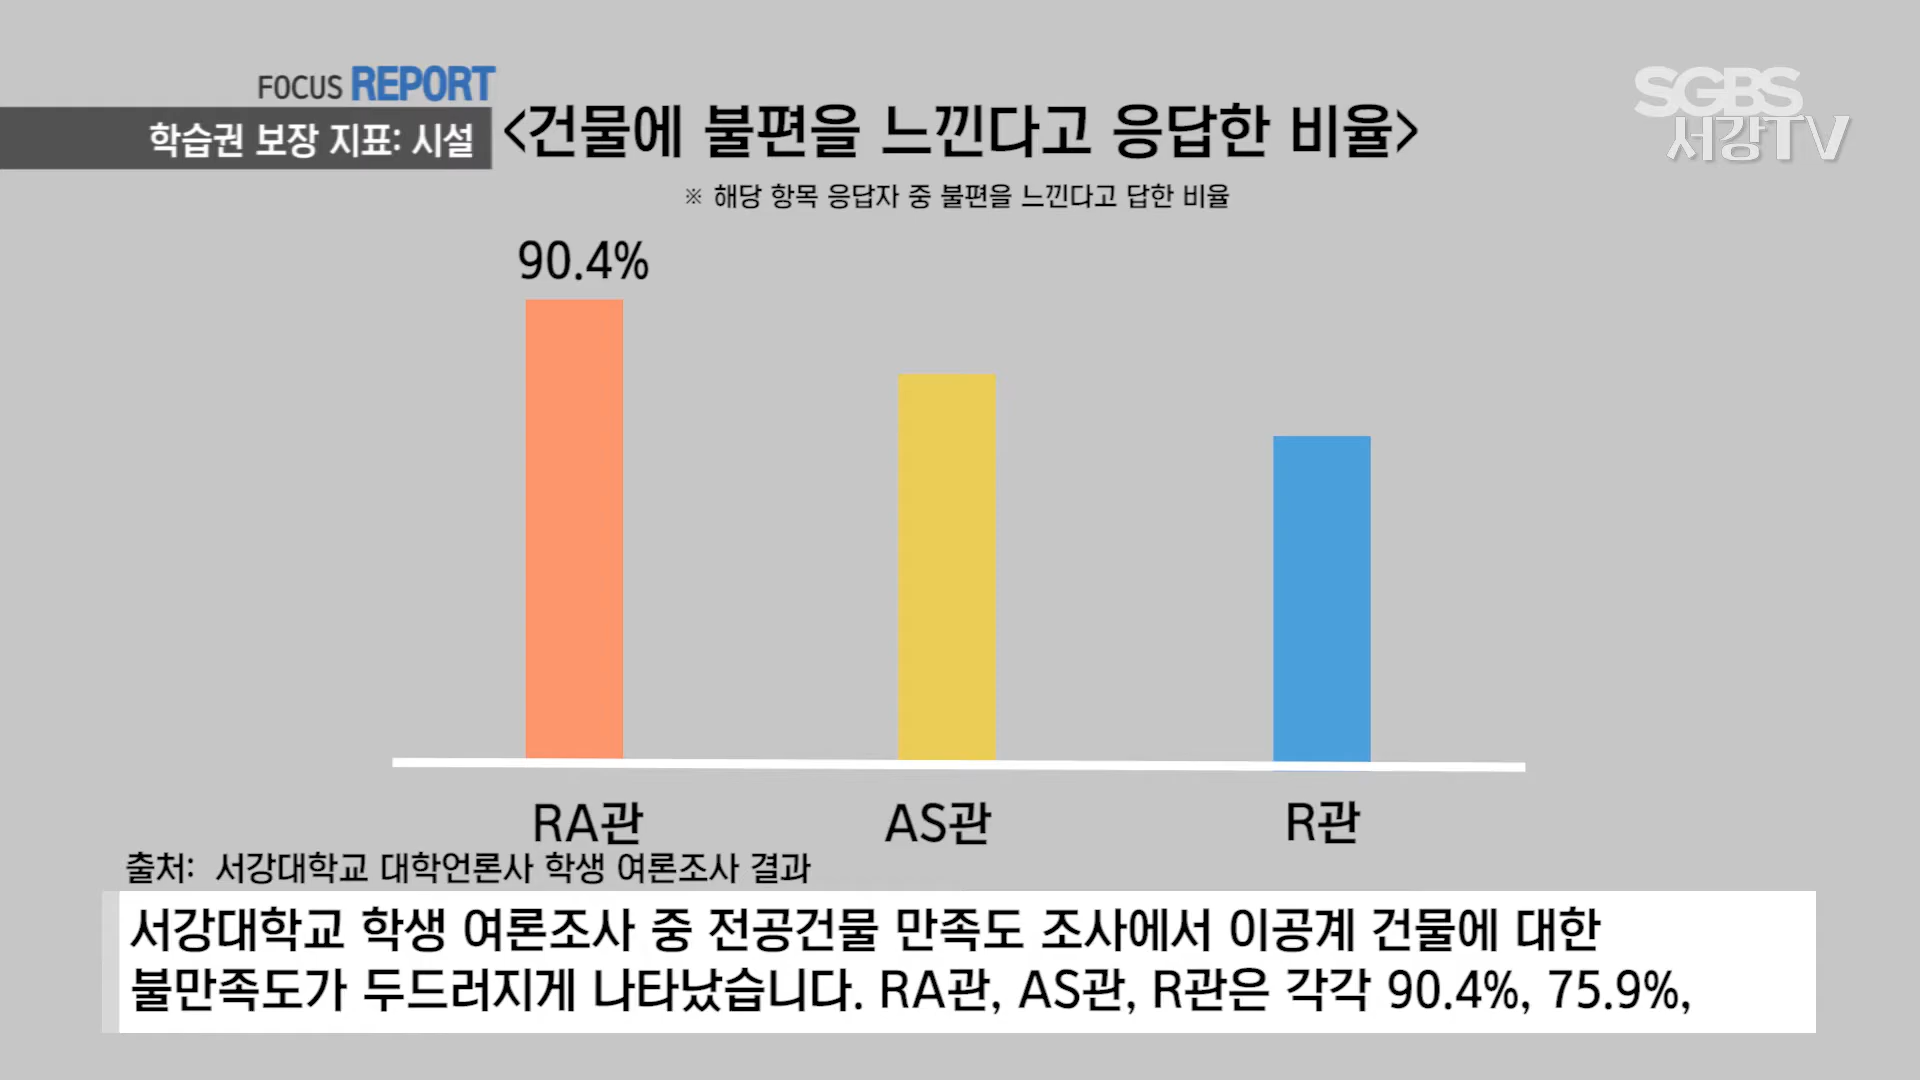 FOCUS REPORT
학습권 보장 지표: 시설
SGBS
서강TV
<건물에 불편을 느낀다고 응답한 비율>
※ 해당 항목 응답자 중 불편을 느낀다고 답한 비율
90.4%
RA관 AS관 R관
출처: 서강대학교 대학언론사 학생 여론조사 결과
서강대학교 학생 여론조사 중 전공건물 만족도 조사에서 이공계 건물에 대한
불만족도가 두드러지게 나타났습니다. RA관, AS관, R관은 각각 90.4%, 75.9%,